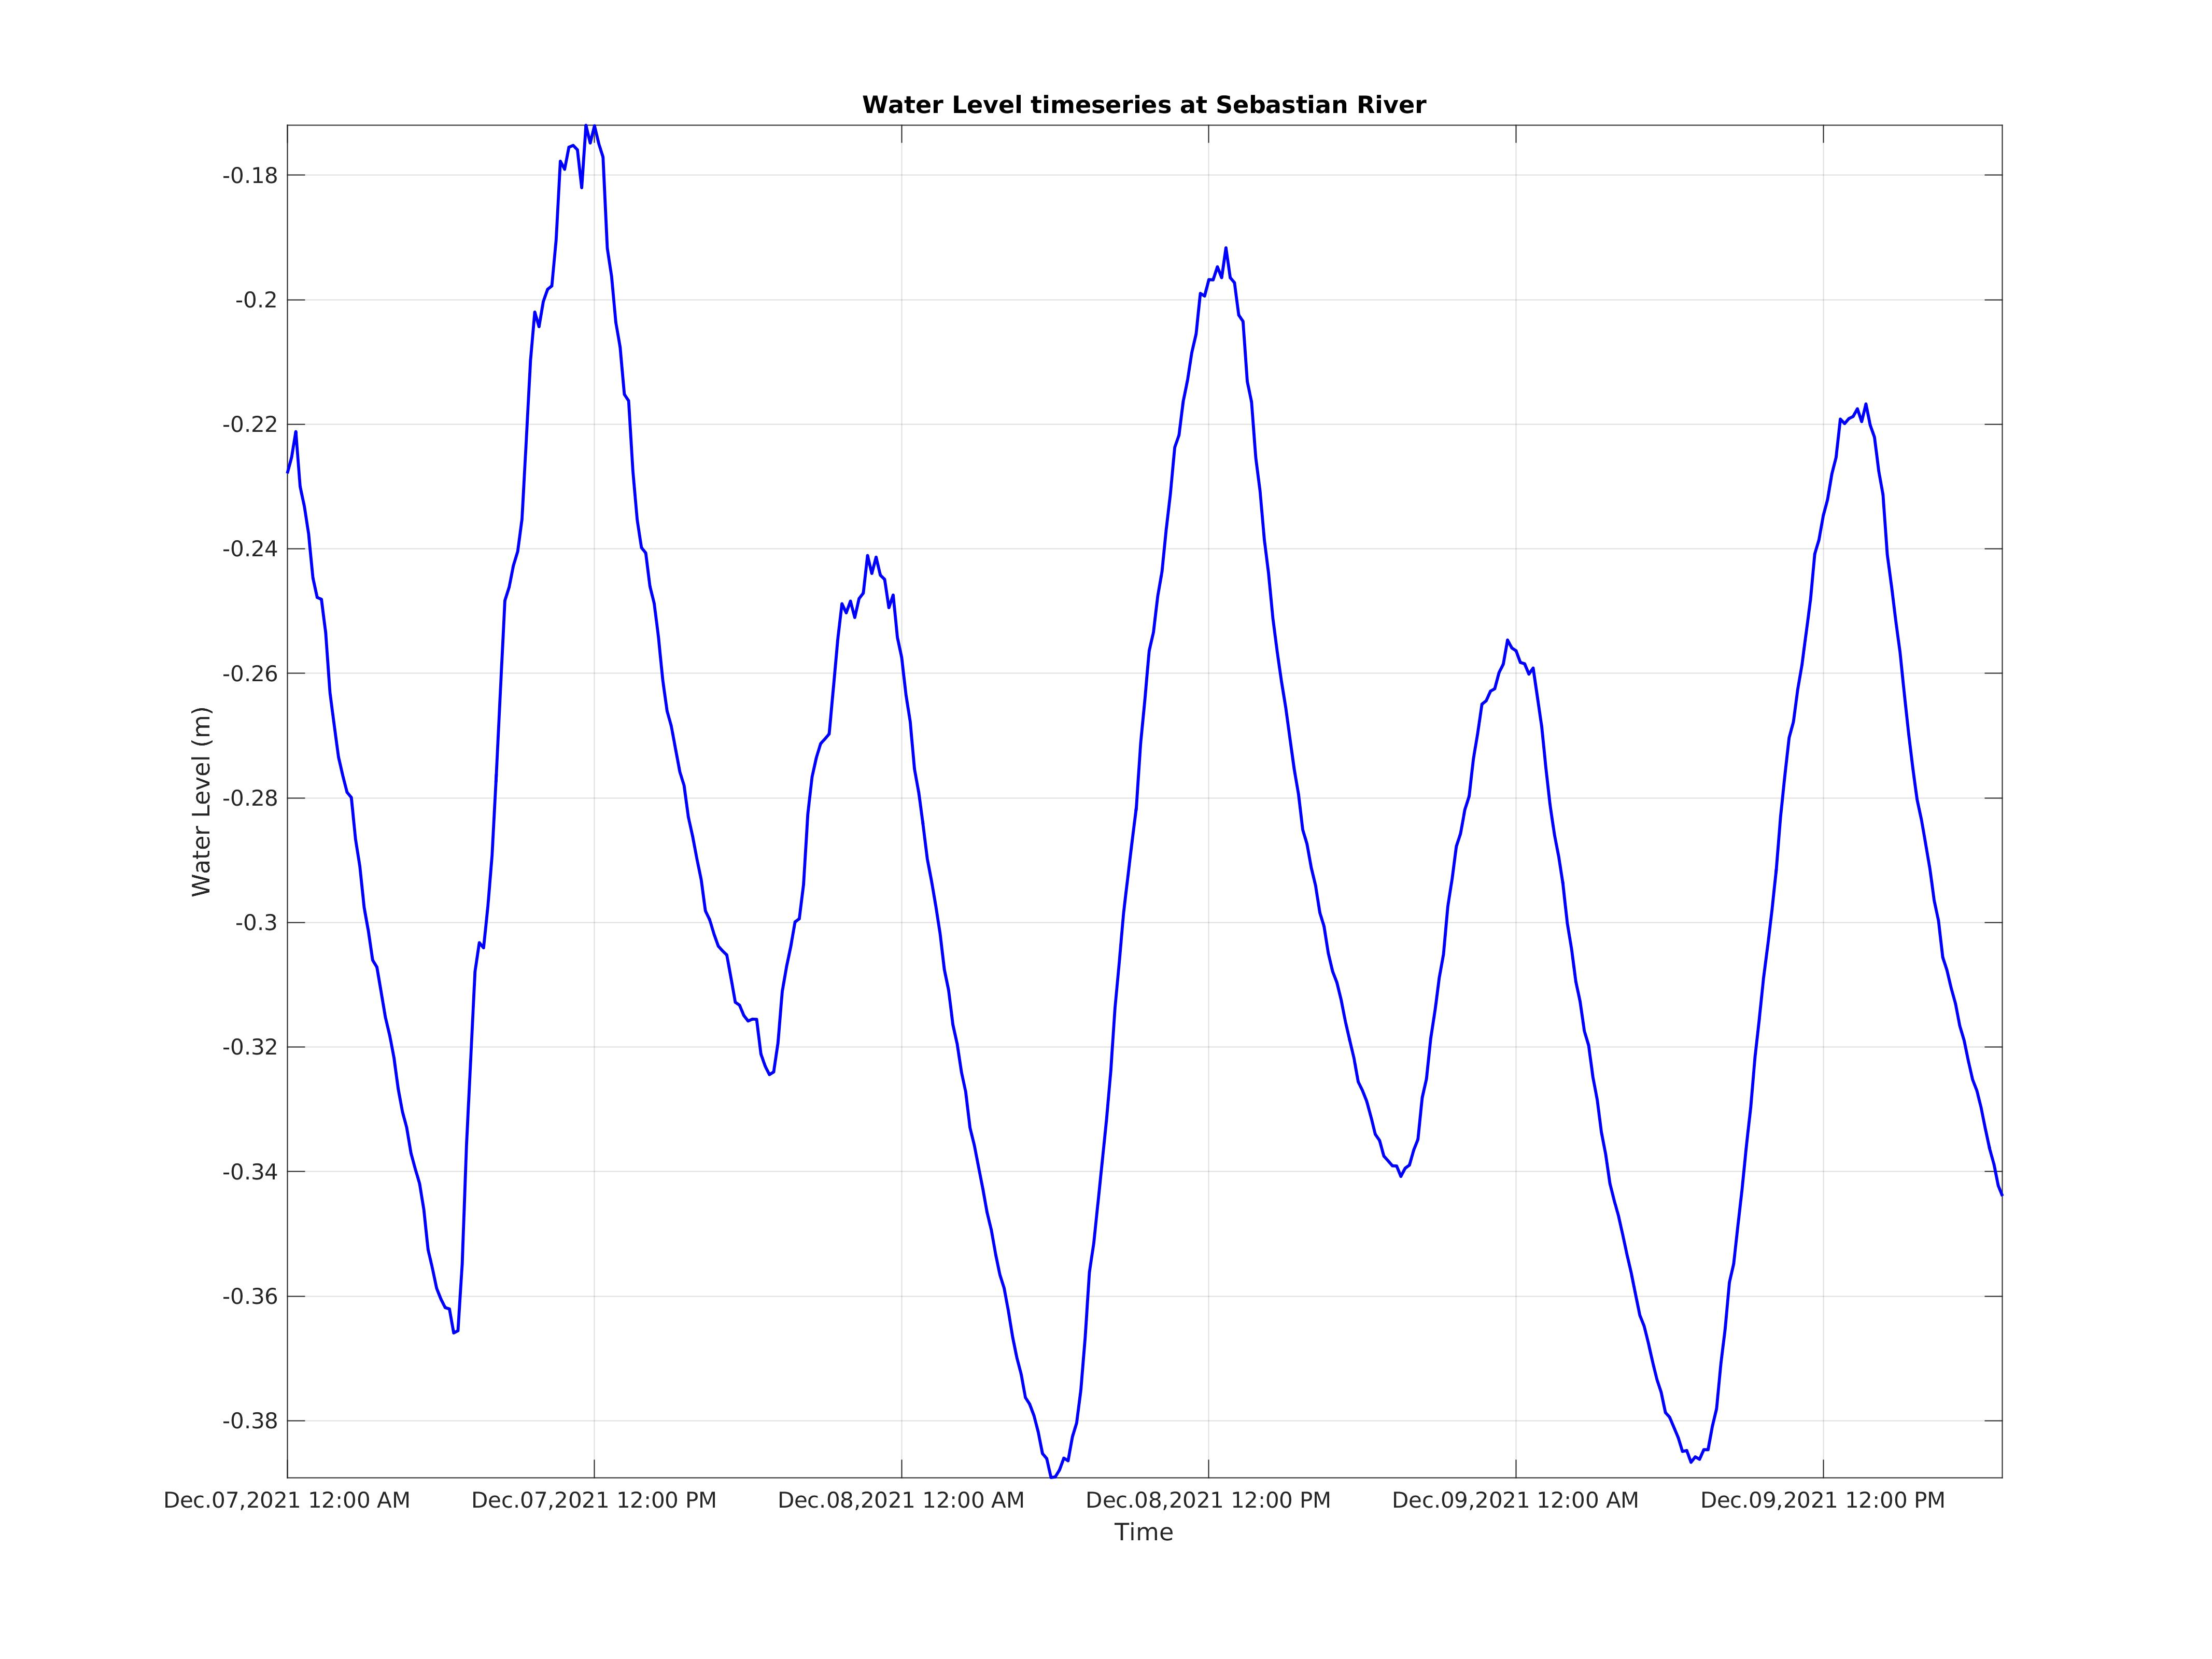 Water Level timeseries at Sebastian River
-0.18
-0.2
-0.22
-0.24
-0.26
-0.28
-0.3
-0.32
-0.34
-0.36
-0.38
Water Level (m)
Dec.07,2021 12:00 AM
Dec.07,2021 12:00 PM
Dec.08,2021 12:00 AM
Dec.08,2021 12:00 PM
Dec.09,2021 12:00 AM
Dec.09,2021 12:00 PM
Time